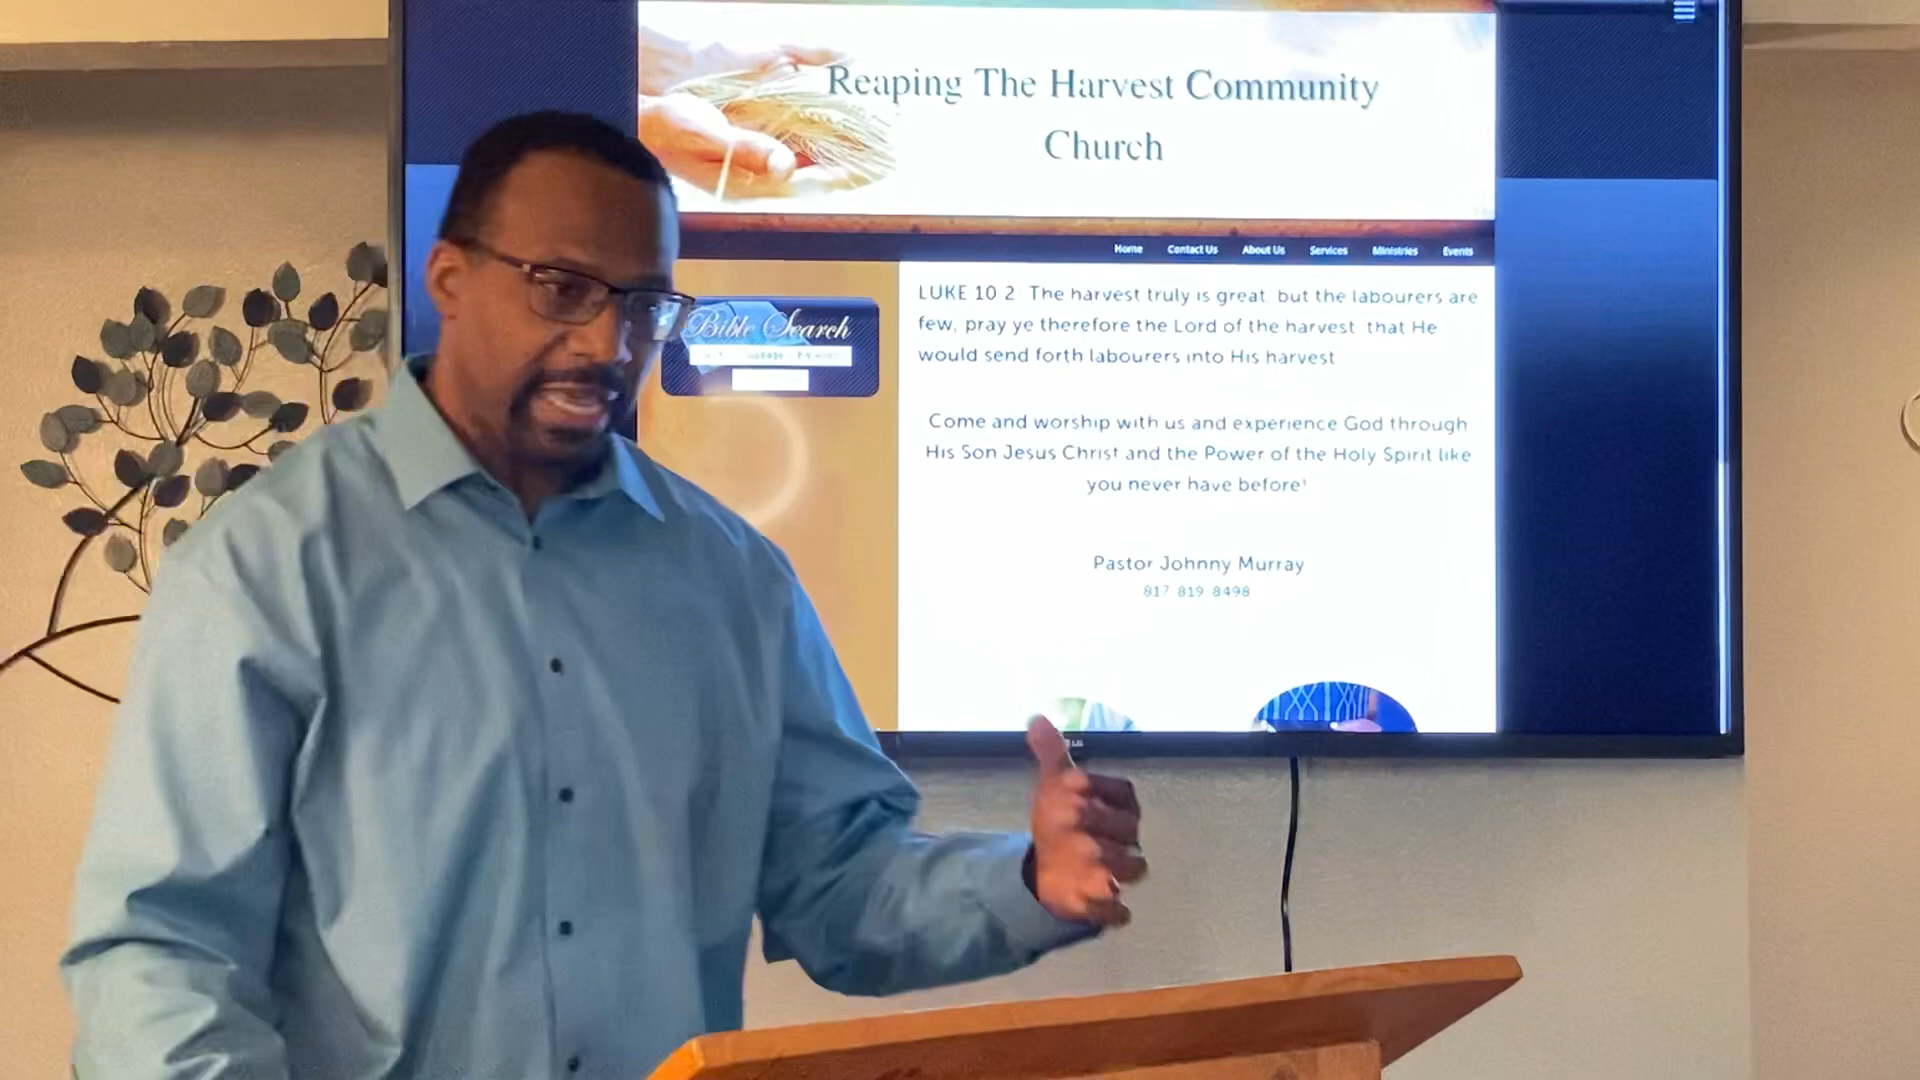 Reaping The Harvest Community
Church
Home Contact Us About Us Services Ministries Events
Bible Search
LUKE 10 2 The harvest truly is great but the labourers are
few, pray ye therefore the Lord of the harvest that He
would send forth labourers into His harvest
Come and worship with us and experience God through
His Son Jesus Christ and the Power of the Holy Spirit like
you never have before!
Pastor Johnny Murray
817 819 8498
LG